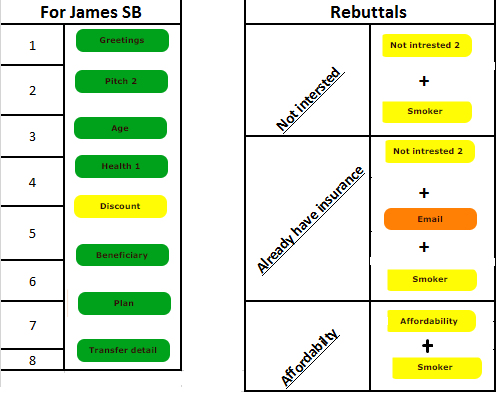 For James SB
1
Greetings
2
Pitch 2
3
Age
4
Health 1
Discount
5
Beneficiary
6
Plan
7
Transfer detail
8
Rebuttals
Not intersted
Not intrested 2
+
Smoker
Already have insurance
Not intrested 2
+
Email
+
Smoker
Affordability
Affordability
+
Smoker